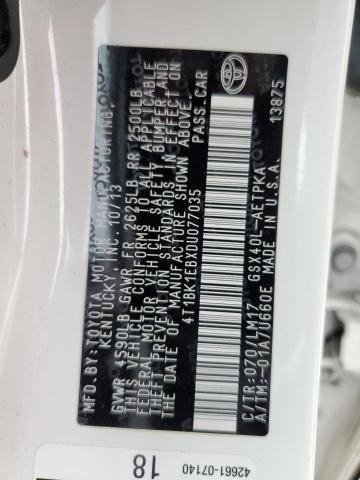 MFD.BY:TOYOTA MOTOR MANUFACTURING,
KENTUCKY, INC. 10/13
GVWR 4590LB GAWR FR 2625LB RR 2500LB
THIS VEHICLE CONFORMS TO ALL APPLICABLE
FEDERAL MOTOR VEHICLE SAFETY, BUMPER, AND
THEFT PREVENTION STANDARDS IN EFFECT ON
THE DATE OF MANUFACTURE SHOWN ABOVE.
4T1BK1EBXDU077035 PASS.CAR
C/TR:070/LM17 GSX40L-AETPKA
A/TM:-01A/U660E MADE IN U.S.A.
13875
TOYOTA
42661-07140
18